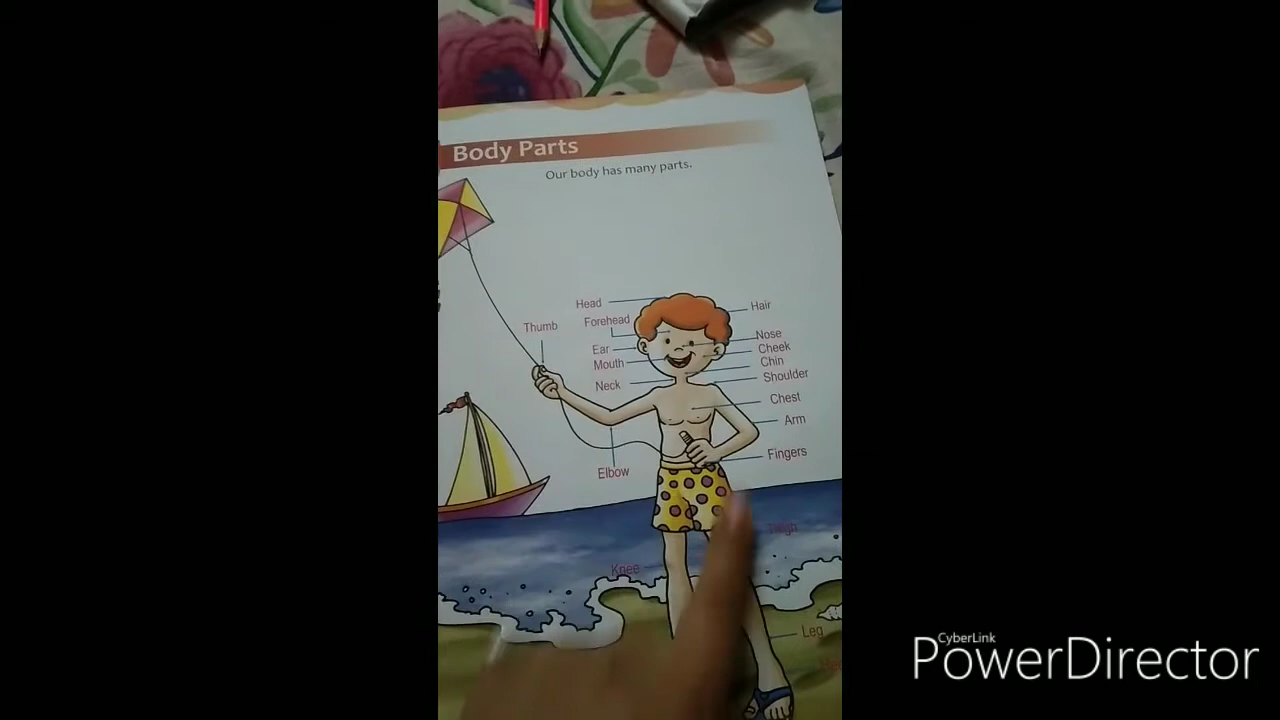 Body Parts
Our body has many parts.
Head
Hair
Thumb
Forehead
Nose
Ear
Cheek
Mouth
Chin
Neck
Shoulder
Chest
Arm
Elbow
Fingers
Thigh
Knee
Leg
CyberLink
PowerDirector